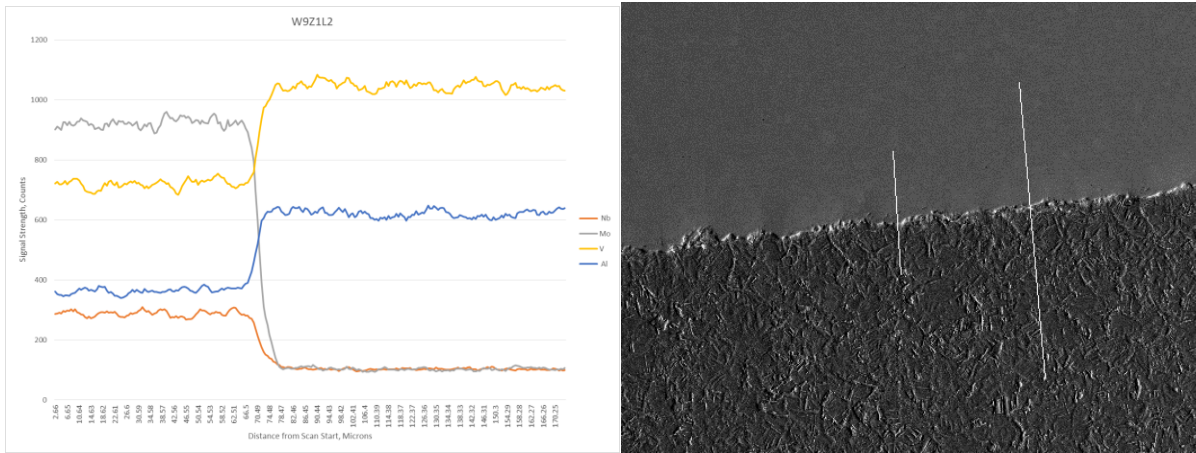 W9Z1L2
1200
1000
800
600
400
200
0
Signal Strength, Counts
Nb
Mo
V
Al
2.66 6.65 10.64 14.63 18.62 22.61 26.6 30.59 34.58 38.57 42.56 46.55 50.54 54.53 58.52 62.51 66.5 70.49 74.48 78.47 82.46 86.45 90.44 94.43 98.42 102.41 106.4 110.39 114.38 118.37 122.36 126.36 130.35 134.34 138.33 142.32 146.31 150.3 154.29 158.28 162.27 166.26 170.25
Distance from Scan Start, Microns